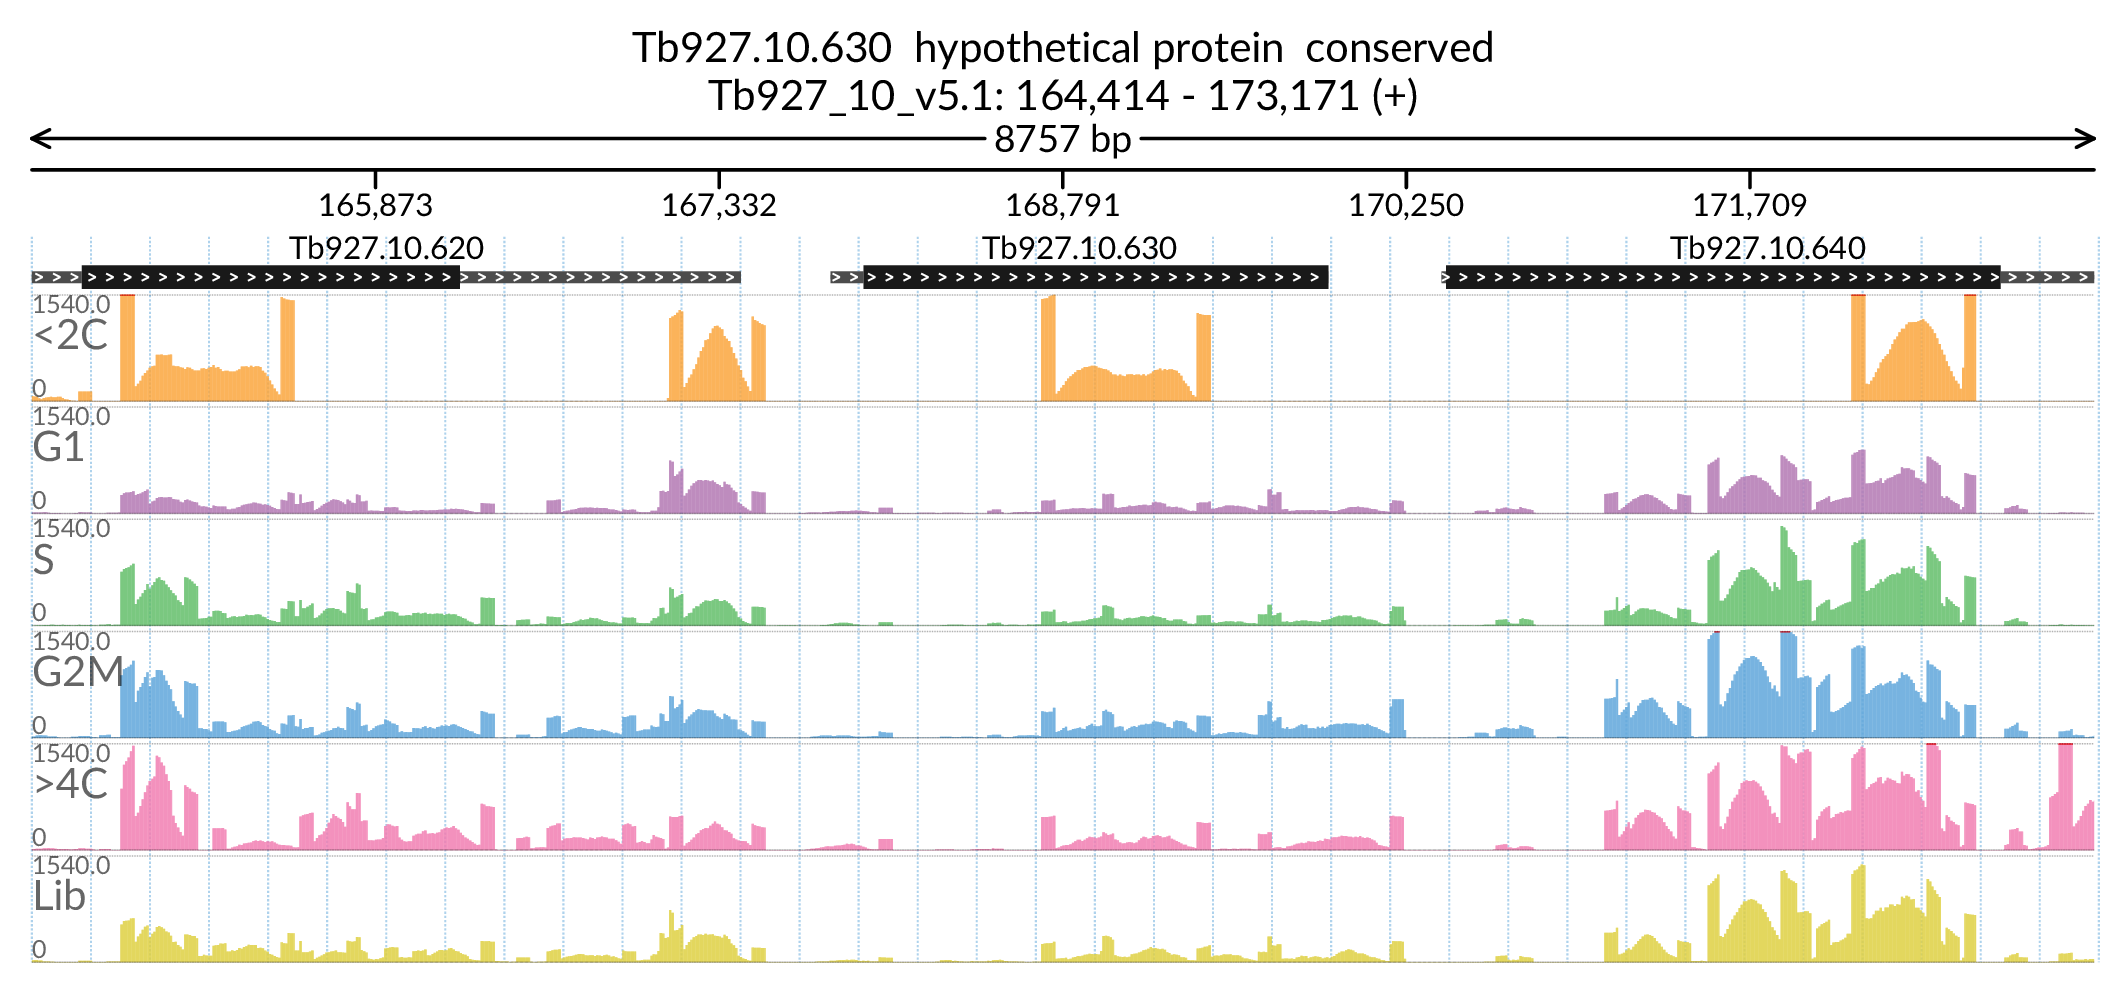 Tb927.10.630  hypothetical protein  conserved
Tb927_10_v5.1: 164,414 - 173,171 (+)
8757 bp
165,873 167,332 168,791 170,250 171,709
Tb927.10.620 Tb927.10.630 Tb927.10.640
1540.0
<2C
0
1540.0
G1
0
1540.0
S
0
1540.0
G2M
0
1540.0
>4C
0
1540.0
Lib
0